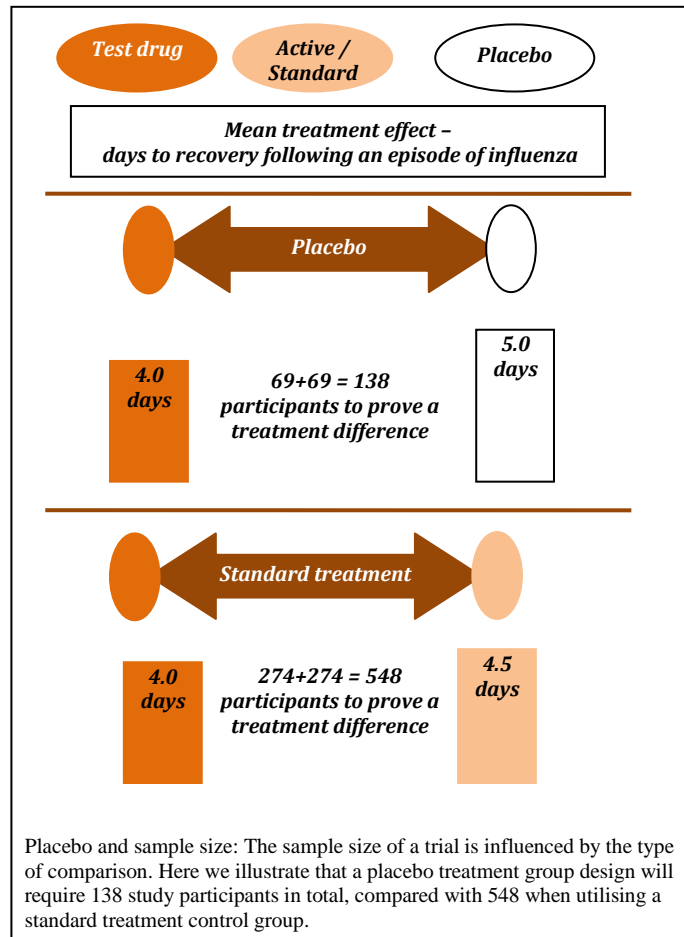 Test drug
Active /
Standard
Placebo
Mean treatment effect –
days to recovery following an episode of influenza
Placebo
4.0
days
69+69 = 138
participants to prove a
treatment difference
5.0
days
Standard treatment
4.0
days
274+274 = 548
participants to prove a
treatment difference
4.5
days
Placebo and sample size: The sample size of a trial is influenced by the type
of comparison. Here we illustrate that a placebo treatment group design will
require 138 study participants in total, compared with 548 when utilising a
standard treatment control group.